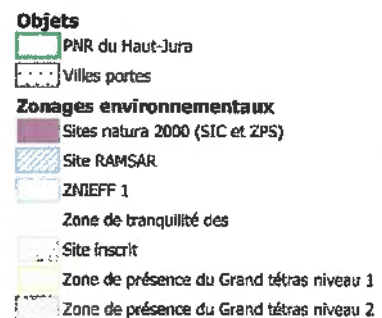 Objets
PNR du Haut-Jura
Villes portes
Zonages environnementaux
Sites natura 2000 (SIC et ZPS)
Site RAMSAR
ZNIEFF 1
Zone de tranquilité des
Site inscrit
Zone de présence du Grand tétras niveau 1
Zone de présence du Grand tétras niveau 2